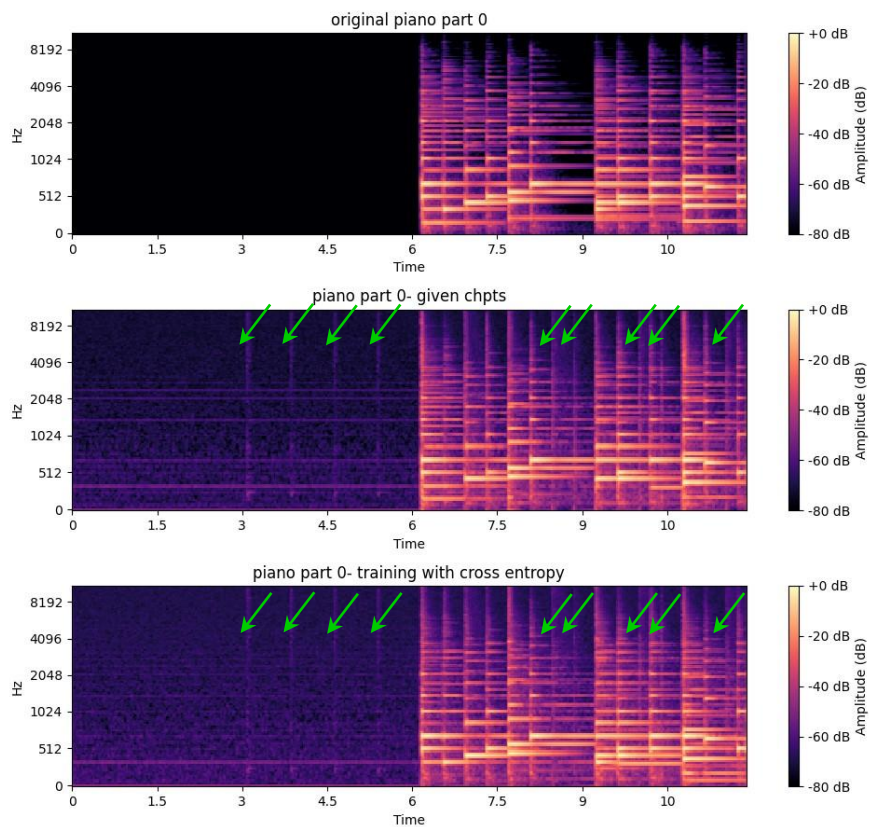 original piano part 0
8192
4096
2048
1024
512
0
Hz
0 1.5 3 4.5 6 7.5 9 10
Time
+0 dB
-20 dB
-40 dB
-60 dB
-80 dB
Amplitude (dB)
piano part 0- given chpts
8192
4096
2048
1024
512
0
Hz
0 1.5 3 4.5 6 7.5 9 10
Time
+0 dB
-20 dB
-40 dB
-60 dB
-80 dB
Amplitude (dB)
piano part 0- training with cross entropy
8192
4096
2048
1024
512
0
Hz
0 1.5 3 4.5 6 7.5 9 10
Time
+0 dB
-20 dB
-40 dB
-60 dB
-80 dB
Amplitude (dB)